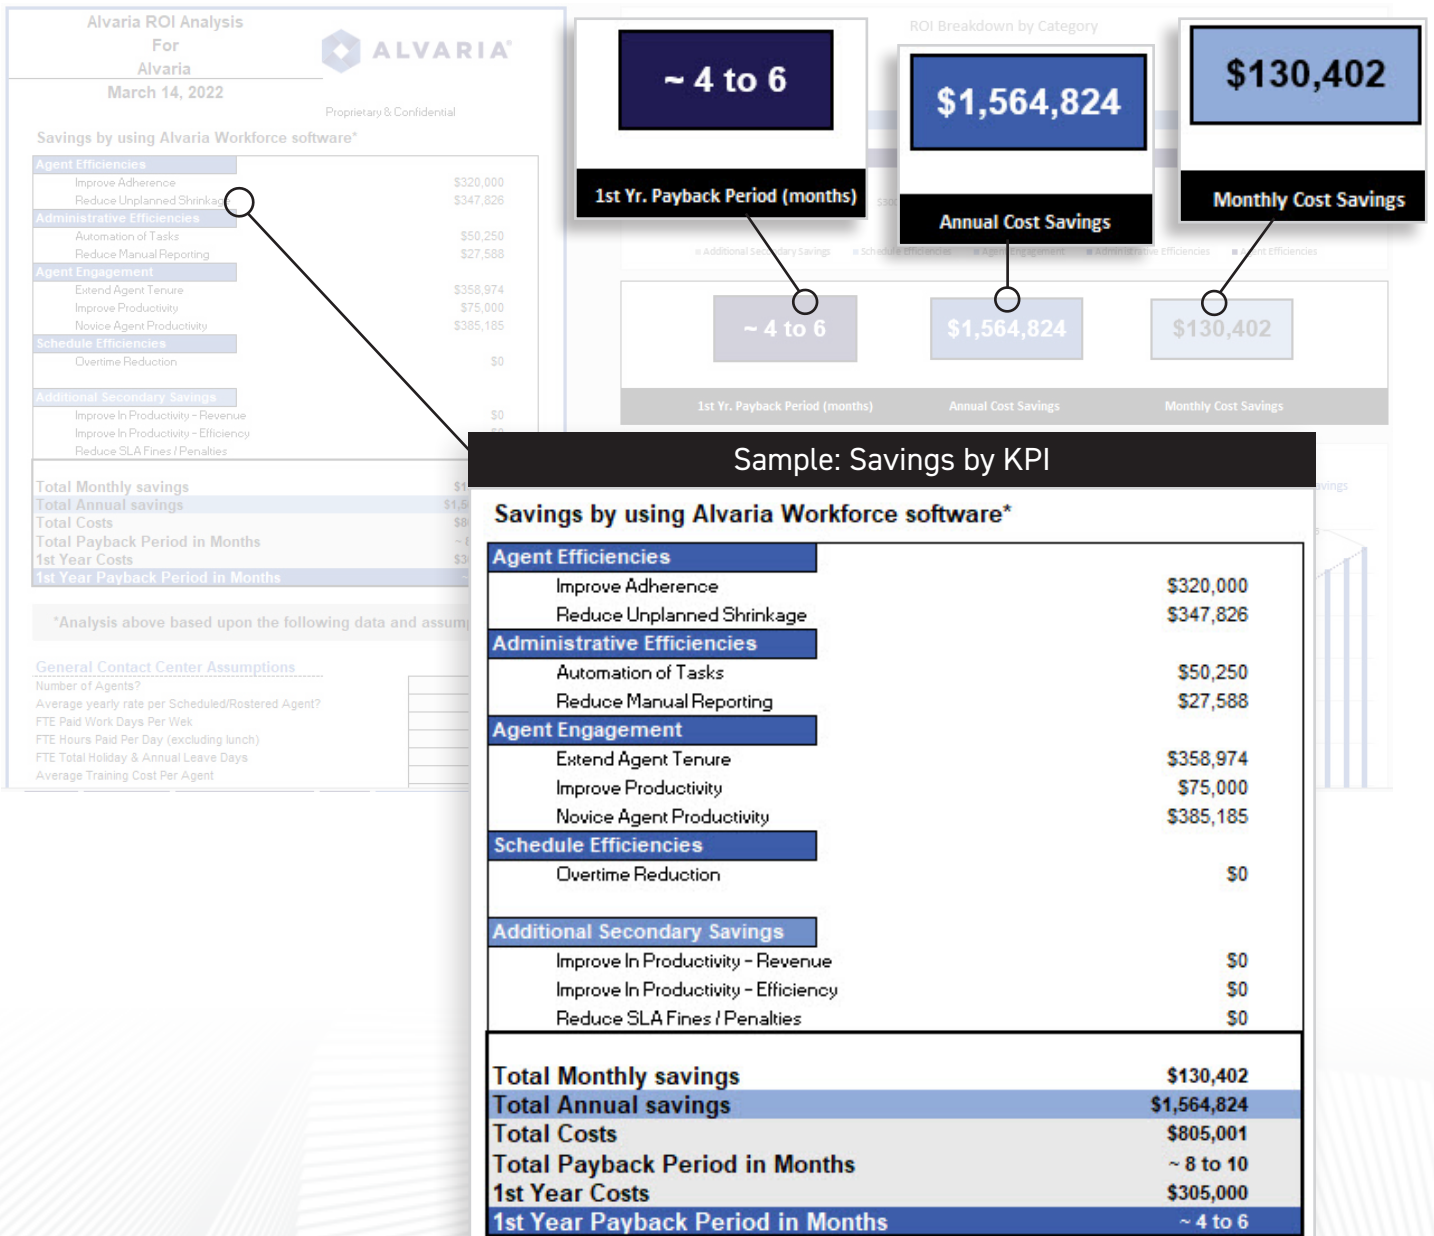 Alvaria ROI Analysis
For
Alvaria
March 14, 2022
ALVARIA
Proprietary & Confidential
Savings by using Alvaria Workforce software*
Agent Efficiencies
Improve Adherence $320,000
Reduce Unplanned Shrinkage $347,826
Administrative Efficiencies
Automation of Tasks $50,250
Reduce Manual Reporting $27,588
Agent Engagement
Extend Agent Tenure $358,974
Improve Productivity $75,000
Novice Agent Productivity $385,185
Schedule Efficiencies
Overtime Reduction $0
Additional Secondary Savings
Improve In Productivity - Revenue $0
Improve In Productivity - Efficiency $0
Reduce SLA Fines / Penalties
Total Monthly savings
Total Annual savings
Total Costs
Total Payback Period in Months
1st Year Costs
1st Year Payback Period in Months
*Analysis above based upon the following data and
General Contact Center Assumptions
Number of Agents?
Average yearly rate per Scheduled/Rostered Agent?
FTE Paid Work Days Per Wek
FTE Hours Paid Per Day (excluding lunch)
FTE Total Holiday & Annual Leave Days
Average Training Cost Per Agent
ROI Breakdown by Category
~ 4 to 6
1st Yr. Payback Period (months)
$1,564,824
Annual Cost Savings
$130,402
Monthly Cost Savings
Additional Secondary Savings Schedule Efficiencies Agent Engagement Administrative Efficiencies Agent Efficiencies
~ 4 to 6 $1,564,824 $130,402
1st Yr. Payback Period (months) Annual Cost Savings Monthly Cost Savings
Sample: Savings by KPI
Savings by using Alvaria Workforce software*
Agent Efficiencies
Improve Adherence $320,000
Reduce Unplanned Shrinkage $347,826
Administrative Efficiencies
Automation of Tasks $50,250
Reduce Manual Reporting $27,588
Agent Engagement
Extend Agent Tenure $358,974
Improve Productivity $75,000
Novice Agent Productivity $385,185
Schedule Efficiencies
Overtime Reduction $0
Additional Secondary Savings
Improve In Productivity - Revenue $0
Improve In Productivity - Efficiency $0
Reduce SLA Fines / Penalties $0
Total Monthly savings $130,402
Total Annual savings $1,564,824
Total Costs $805,001
Total Payback Period in Months ~ 8 to 10
1st Year Costs $305,000
1st Year Payback Period in Months ~ 4 to 6